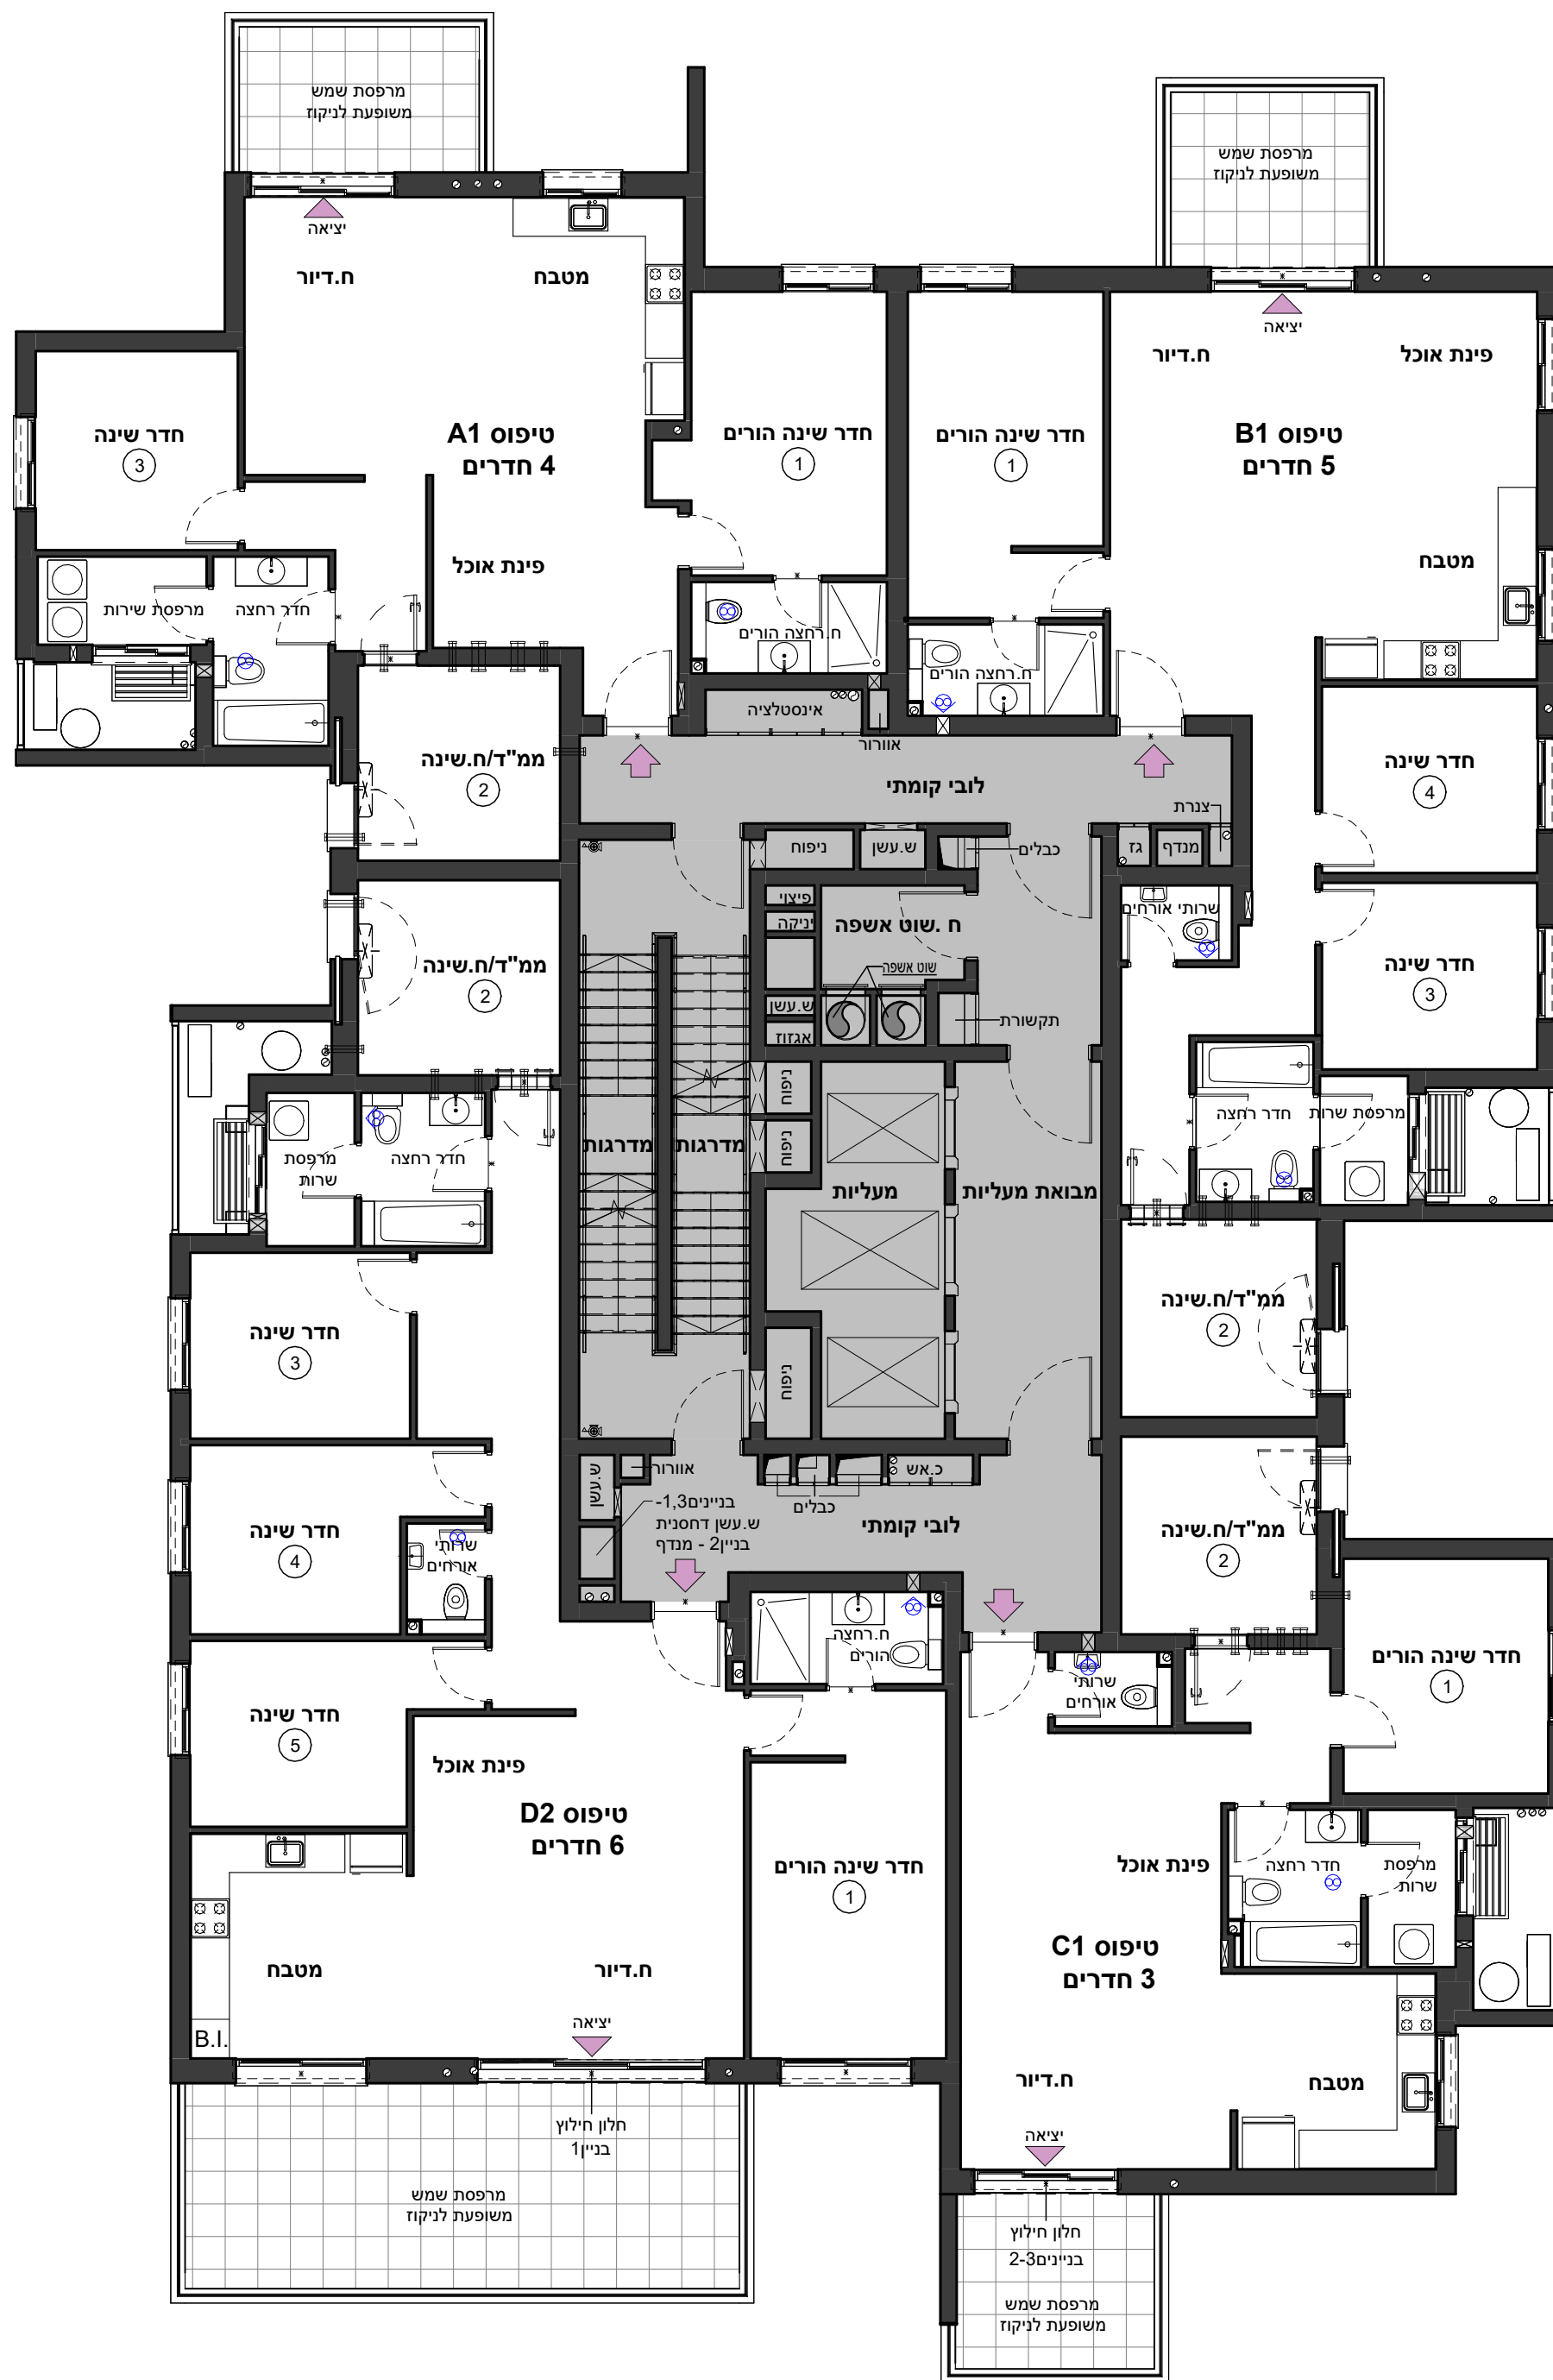 מרפסת שמש
משופעת לניקוז
יציאה
ח.דיור
מטבח
טיפוס A1
4 חדרים
חדר שינה
3
פינת אוכל
חדר שינה הורים
1
ח.רחצה הורים
מרפסת שירות
חדר רחצה
ממ"ד/ח.שינה
2
מרפסת שמש
משופעת לניקוז
יציאה
ח.דיור
פינת אוכל
טיפוס B1
5 חדרים
חדר שינה הורים
1
מטבח
ח.רחצה הורים
חדר שינה
4
חדר שינה
3
שרותי אורחים
חדר רחצה
מרפסת שרות
ממ"ד/ח.שינה
2
אינסטלציה
אוורור
לובי קומתי
צנרת
גז
מנדף
כבלים
ש.עשן
ניפוח
פיצוי
יניקה
ח .שוט אשפה
שוט אשפה
ש.עשן
אגזוז
תקשורת
ניפוח
ניפוח
מדרגות
מדרגות
מעליות
מבואת מעליות
ניפוח
כ.אש
כבלים
אוורור
ש.עשן
בניינים1,3-
ש.עשן דחסנית
בניין2 - מנדף
לובי קומתי
ממ"ד/ח.שינה
2
מרפסת
שרות
חדר רחצה
חדר שינה
3
חדר שינה
4
שרותי
אורחים
חדר שינה
5
פינת אוכל
טיפוס D2
6 חדרים
ח.רחצה
הורים
חדר שינה הורים
1
מטבח
ח.דיור
B.I.
יציאה
חלון חילוץ
בניין1
מרפסת שמש
משופעת לניקוז
ממ"ד/ח.שינה
2
שרותי
אורחים
חדר שינה הורים
1
פינת אוכל
חדר רחצה
מרפסת
שרות
טיפוס C1
3 חדרים
ח.דיור
מטבח
יציאה
חלון חילוץ
בניינים2-3
מרפסת שמש
משופעת לניקוז